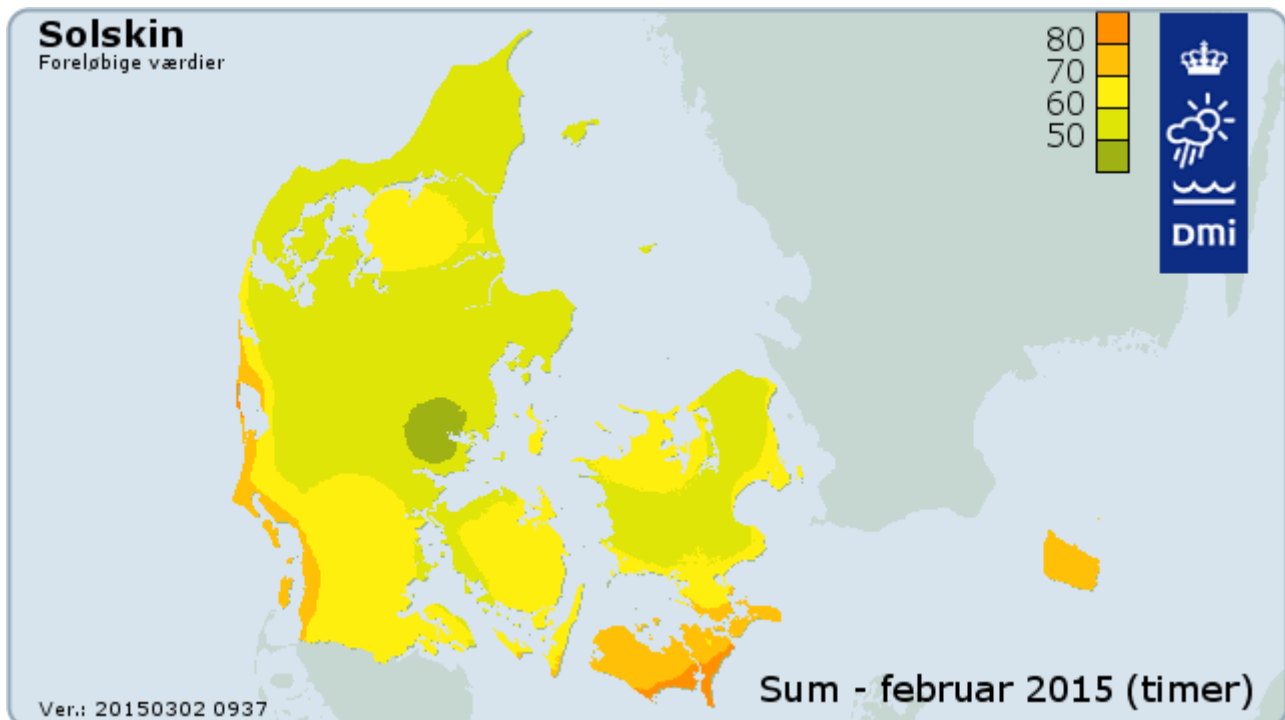 Solskin
Foreløbige værdier
80
70
60
50
DMi
Sum - februar 2015 (timer)
Ver.: 20150302 0937